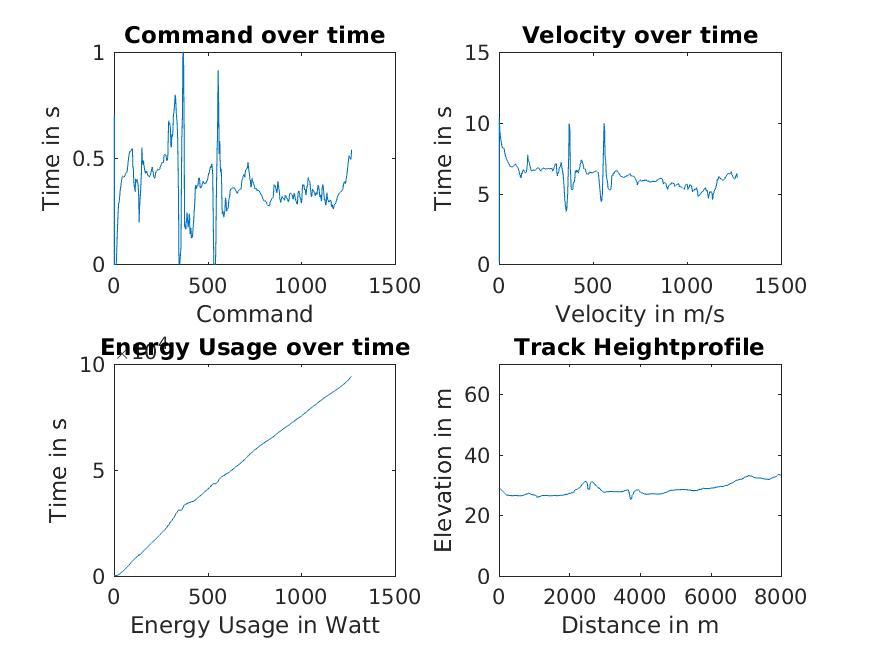 Command over time
1
0.5
0
Time in s
0 500 1000 1500
Command
Velocity over time
15
10
5
0
Time in s
0 500 1000 1500
Velocity in m/s
Energy Usage over time
×10⁴
10
5
0
Time in s
0 500 1000 1500
Energy Usage in Watt
Track Heightprofile
60
40
20
0
Elevation in m
0 2000 4000 6000 8000
Distance in m